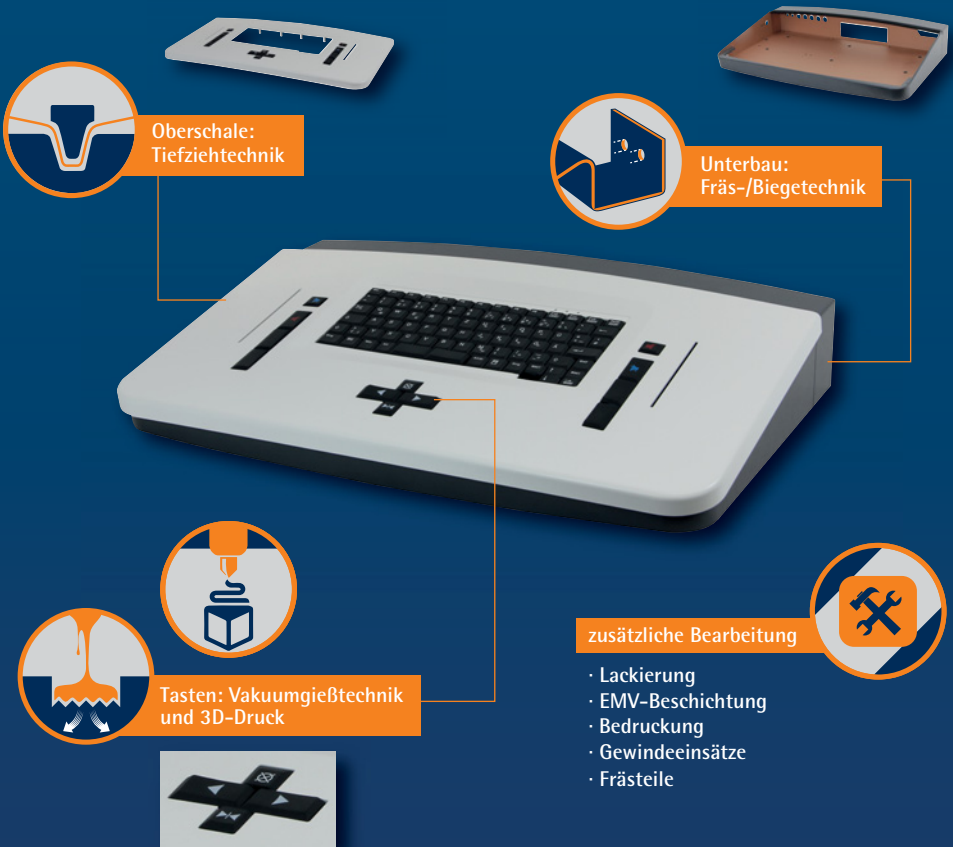 Oberschale:
Tiefziehtechnik
Unterbau:
Fräs-/Biegetechnik
Tasten: Vakuumgießtechnik
und 3D-Druck
zusätzliche Bearbeitung
· Lackierung
· EMV-Beschichtung
· Bedruckung
· Gewindeeinsätze
· Frästeile